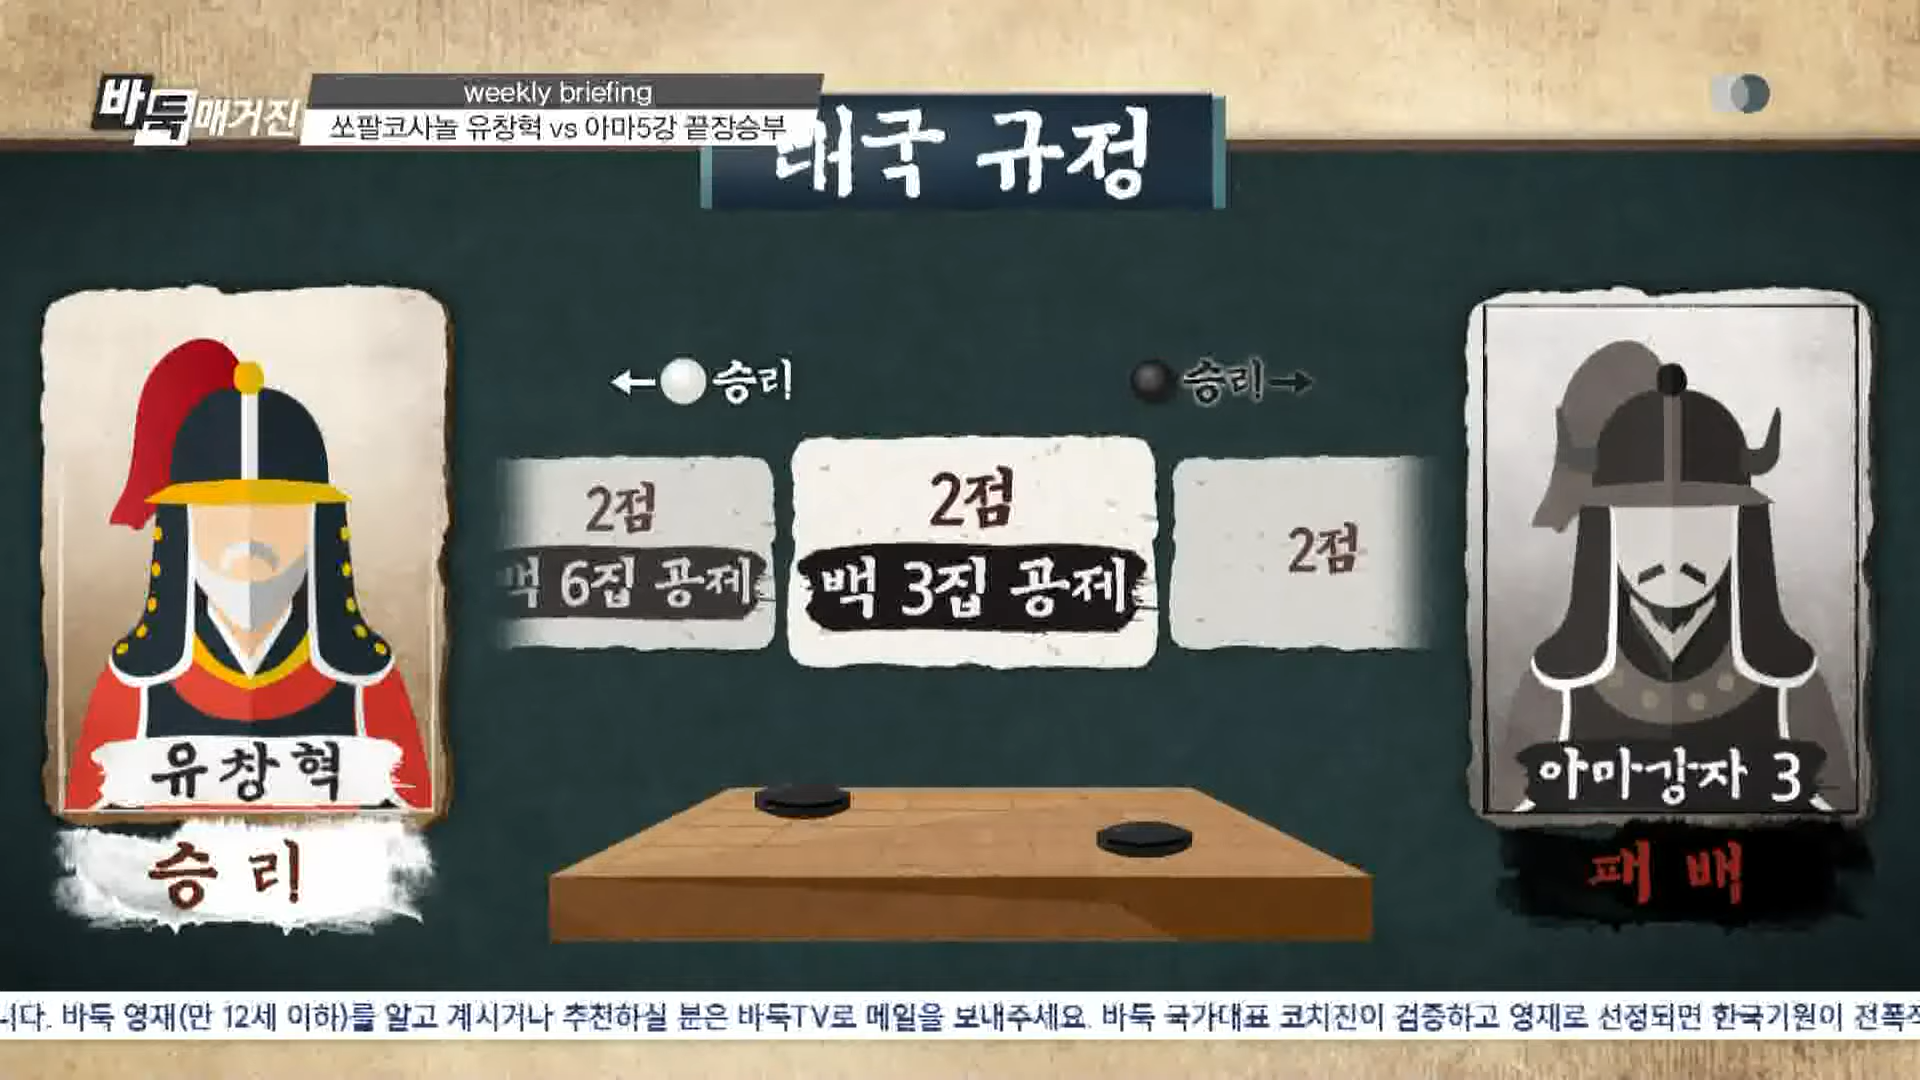 바둑매거진
weekly briefing
쏘팔코사놀 유창혁 vs 아마5강 끝장승부
대국 규정
승리
승리
2점
백 6집 공제
2점
백 3집 공제
2점
유창혁
승리
아마강자 3
패배
니다. 바둑 영재(만 12세 이하)를 알고 계시거나 추천하실 분은 바둑TV로 메일을 보내주세요. 바둑 국가대표 코치진이 검증하고 영재로 선정되면 한국기원이 전폭적